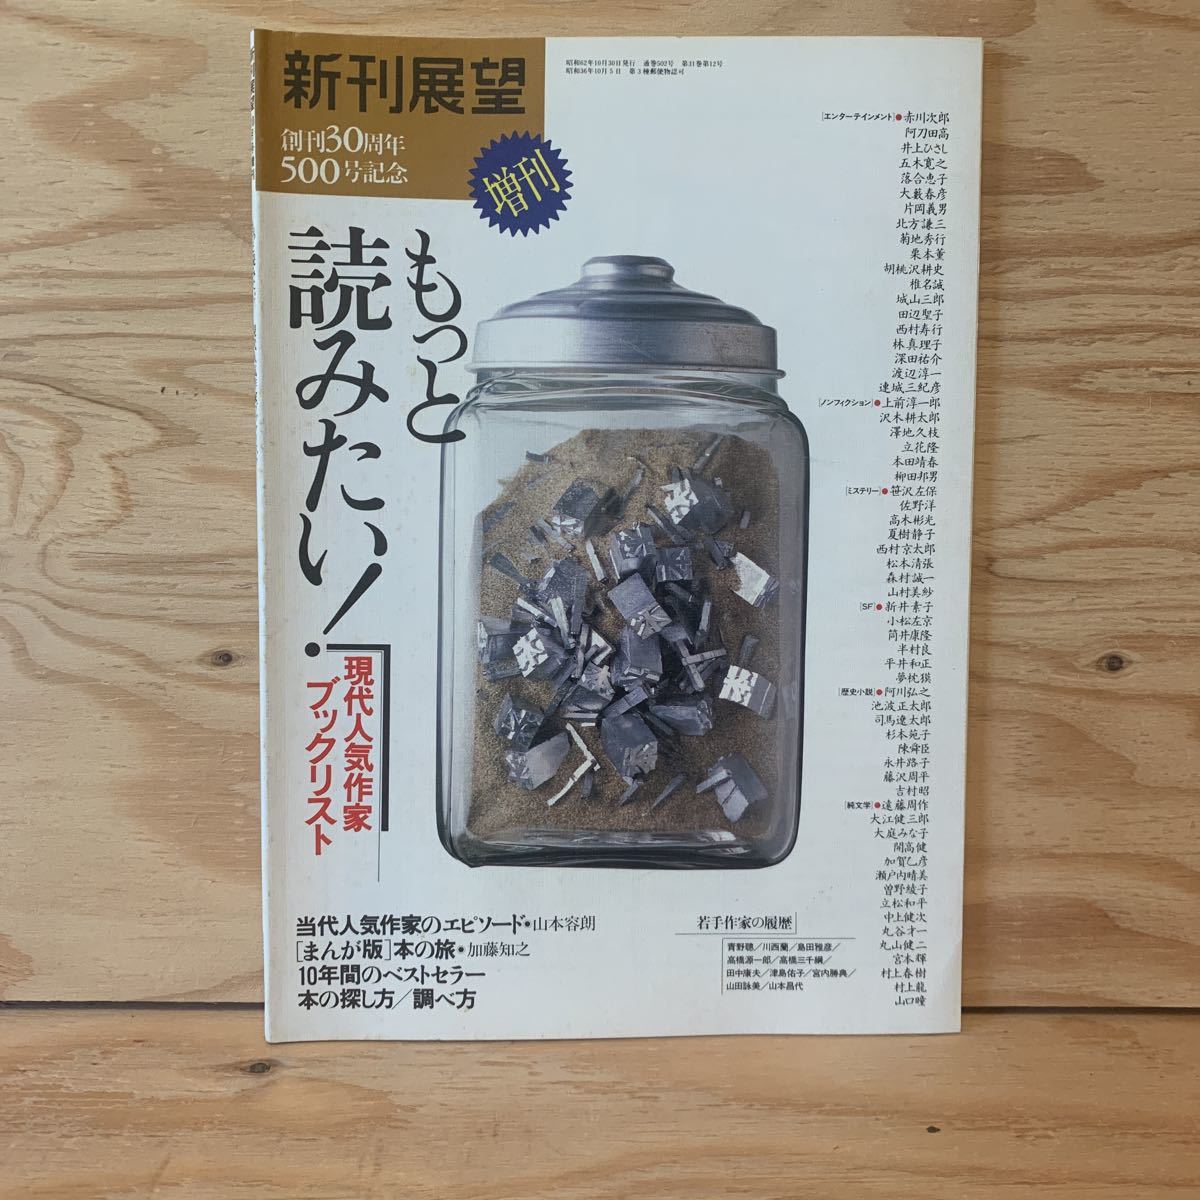 新刊展望
創刊30周年
500号記念
増刊
昭和62年10月30日発行 通巻502号 第31巻第12号
昭和36年10月5日 第3種郵便物認可
もっと
読みたい!
現代人気作家
ブックリスト
[エンターテインメント]●赤川次郎
阿刀田高
井上ひさし
五木寛之
落合恵子
大藪春彦
片岡義男
北方謙三
菊地秀行
栗本薫
胡桃沢耕史
椎名誠
城山三郎
田辺聖子
西村寿行
林真理子
深田祐介
渡辺淳一
連城三紀彦
[ノンフィクション]●上前淳一郎
沢木耕太郎
澤地久枝
立花隆
本田靖春
柳田邦男
[ミステリー]●笹沢左保
佐野洋
高木彬光
夏樹静子
西村京太郎
松本清張
森村誠一
山村美紗
[SF]●新井素子
小松左京
筒井康隆
半村良
平井和正
夢枕獏
[歴史小説]●阿川弘之
池波正太郎
司馬遼太郎
杉本苑子
陳舜臣
永井路子
藤沢周平
吉村昭
[純文学]●遠藤周作
大江健三郎
大庭みな子
開高健
加賀乙彦
瀬戸内晴美
曽野綾子
立松和平
中上健次
丸谷才一
丸山健二
宮本輝
村上春樹
村上龍
山口瞳
当代人気作家のエピソード・山本容朗
[まんが版]本の旅・加藤知之
10年間のベストセラー
本の探し方/調べ方
若手作家の履歴
青野聰/川西蘭/島田雅彦/
高橋源一郎/高橋三千綱/
田中康夫/津島佑子/宮内勝典/
山田詠美/山本昌代